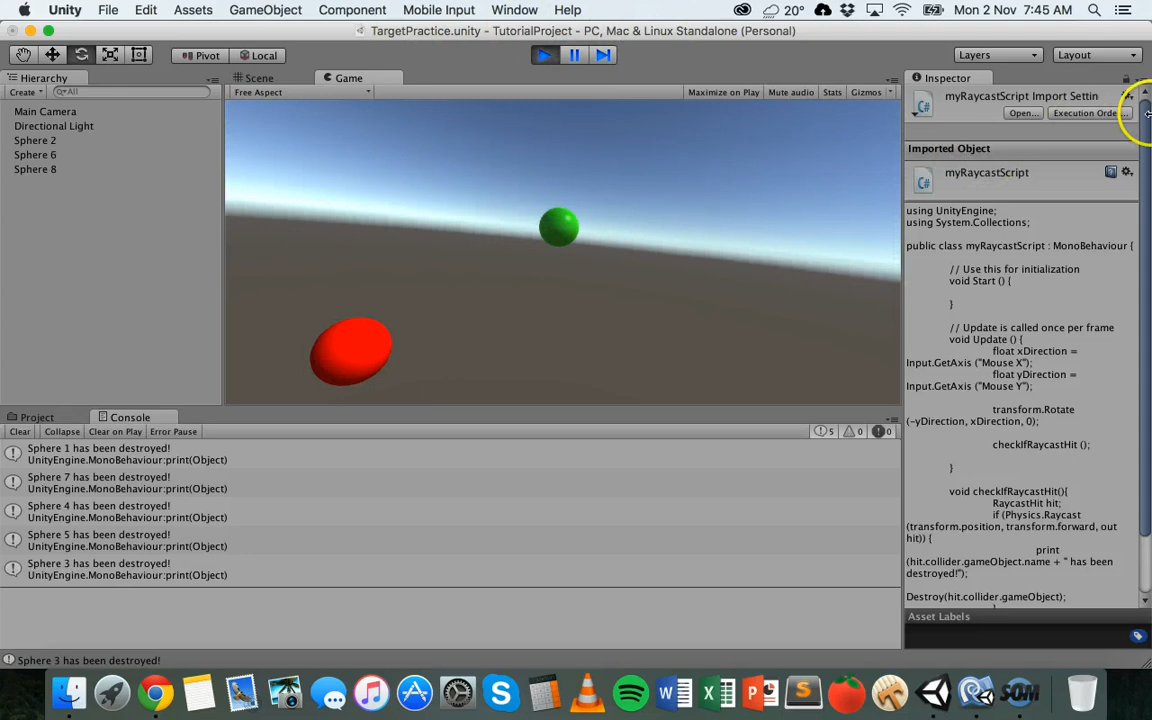 Unity File Edit Assets GameObject Component Mobile Input Window Help 20° Mon 2 Nov 7:45 AM
TargetPractice.unity - TutorialProject - PC, Mac & Linux Standalone (Personal)
Pivot Local Layers Layout
Hierarchy Scene Game Inspector
Create All Free Aspect Maximize on Play Mute audio Stats Gizmos
Main Camera
Directional Light
Sphere 2
Sphere 6
Sphere 8
myRaycastScript Import Settin
Open... Execution Orde...
Imported Object
C#
myRaycastScript
using UnityEngine;
using System.Collections;
public class myRaycastScript : MonoBehaviour {
// Use this for initialization
void Start () {
}
// Update is called once per frame
void Update () {
float xDirection =
Input.GetAxis ("Mouse X");
float yDirection =
Input.GetAxis ("Mouse Y");
transform.Rotate
(-yDirection, xDirection, 0);
checkIfRaycastHit ();
}
void checkIfRaycastHit(){
RaycastHit hit;
if (Physics.Raycast
(transform.position, transform.forward, out
hit)) {
print
(hit.collider.gameObject.name + " has been
destroyed!");
Destroy(hit.collider.gameObject);
Asset Labels
Project Console
Clear Collapse Clear on Play Error Pause 5 0 0
Sphere 1 has been destroyed!
UnityEngine.MonoBehaviour:print(Object)
Sphere 7 has been destroyed!
UnityEngine.MonoBehaviour:print(Object)
Sphere 4 has been destroyed!
UnityEngine.MonoBehaviour:print(Object)
Sphere 5 has been destroyed!
UnityEngine.MonoBehaviour:print(Object)
Sphere 3 has been destroyed!
UnityEngine.MonoBehaviour:print(Object)
Sphere 3 has been destroyed!
SOM